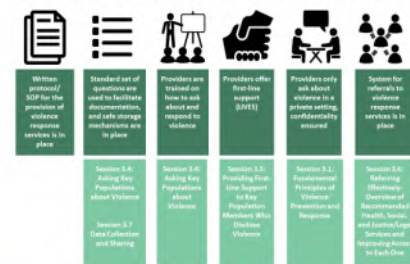 Written
protocol/
SOP for the
provision of
violence
response
services is in
place
Standard set of
questions are
used to facilitate
documentation,
and safe storage
mechanisms are
in place
Providers are
trained on
how to ask
about and
respond to
violence
Providers offer
first-line
support
(LIVES)
Providers only
ask about
violence in a
private setting,
confidentiality
ensured
System for
referrals to
violence
response
services is in
place
Session 3.4:
Asking Key
Populations
about Violence
Session 3.7
Data Collection
and Sharing
Session 3.4:
Asking Key
Populations
about
Violence
Session 3.5:
Providing First-
Line Support
to Key
Population
Members Who
Disclose
Violence
Session 3.1:
Fundamental
Principles of
Violence
Prevention and
Response
Session 3.6:
Referring
Effectively:
Overview of
Recommended
Health, Social,
and Justice/Legal
Services and
Improving Access
to Each One